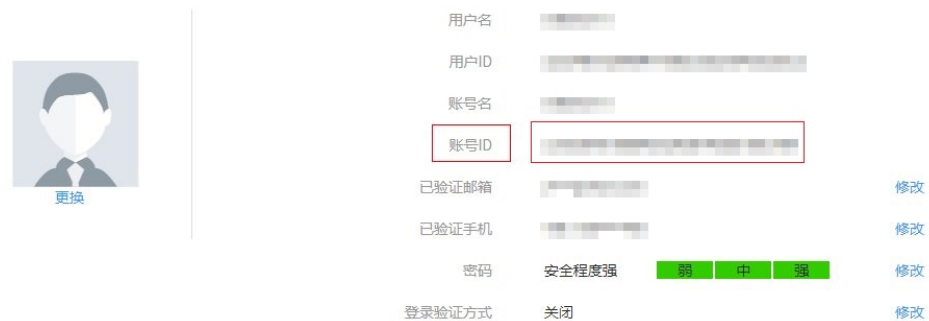 用户名
用户ID
账号名
账号ID
更换
已验证邮箱 修改
已验证手机 修改
密码 安全程度强 弱 中 强 修改
登录验证方式 关闭 修改